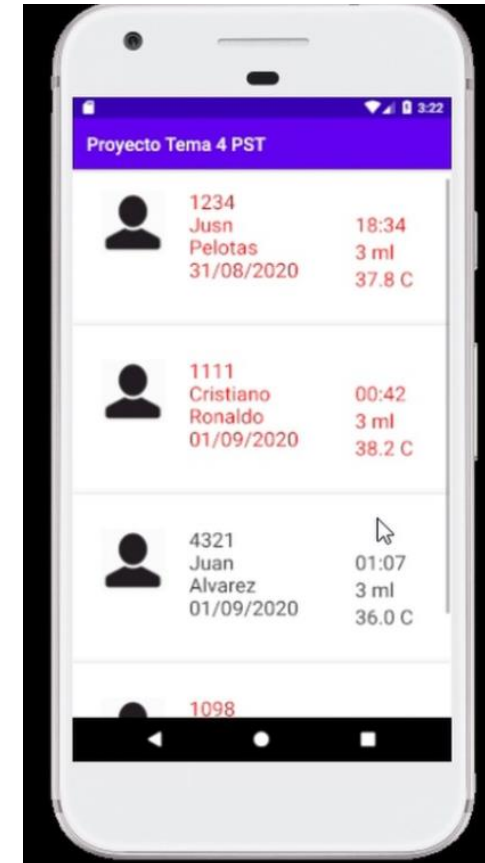 3:22
Proyecto Tema 4 PST
1234
Jusn
Pelotas
31/08/2020
18:34
3 ml
37.8 C
1111
Cristiano
Ronaldo
01/09/2020
00:42
3 ml
38.2 C
4321
Juan
Alvarez
01/09/2020
01:07
3 ml
36.0 C
1098